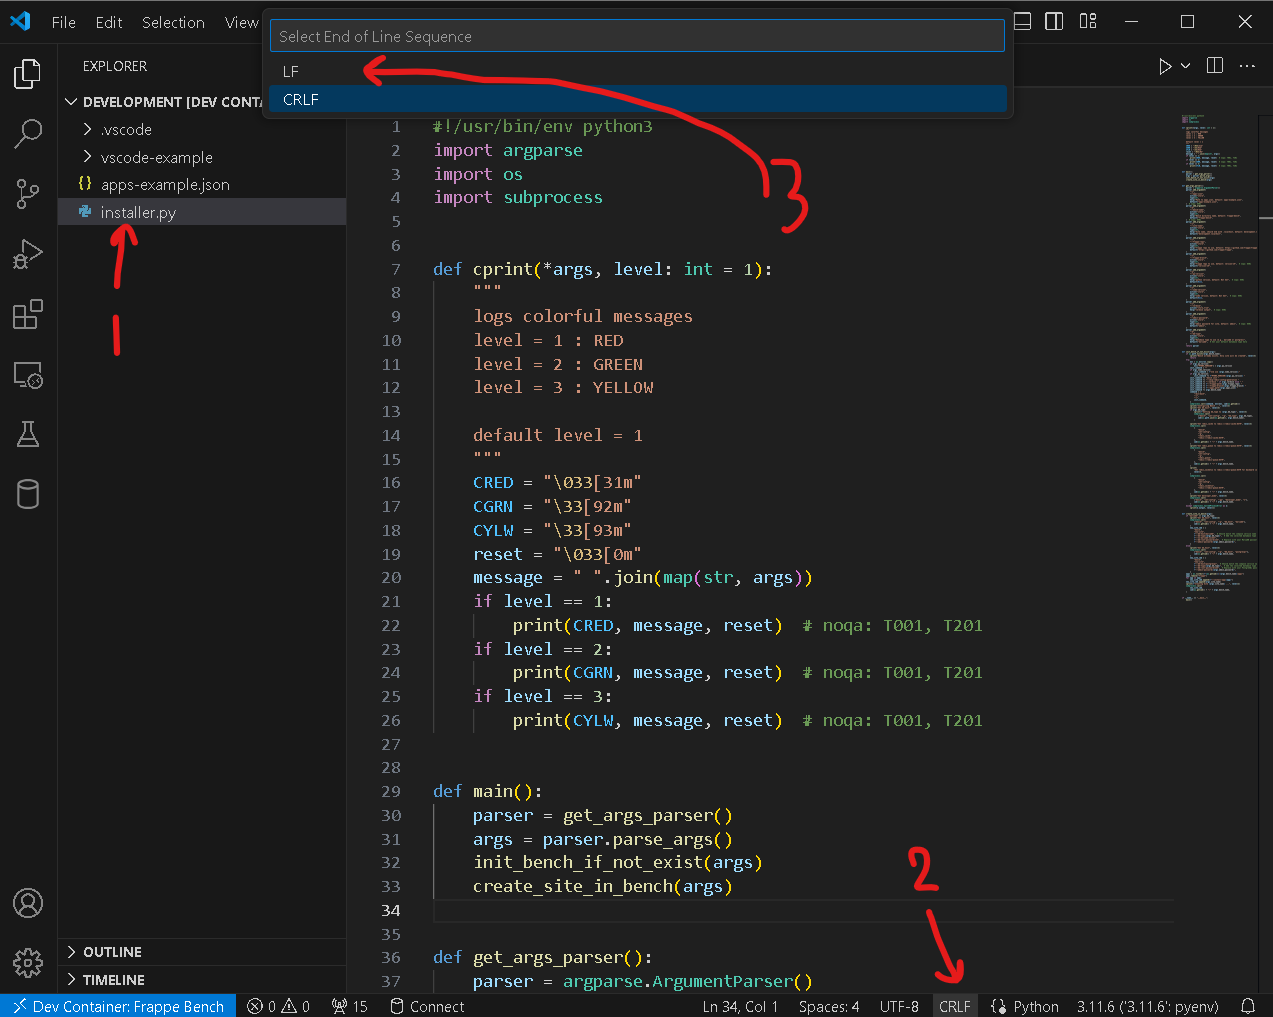 File Edit Selection View
Select End of Line Sequence
LF
CRLF
EXPLORER
DEVELOPMENT [DEV CONTA
.vscode
vscode-example
{} apps-example.json
installer.py
1
2
3
1 #!/usr/bin/env python3
2 import argparse
3 import os
4 import subprocess
5
6
7 def cprint(*args, level: int = 1):
8 """
9 logs colorful messages
10 level = 1 : RED
11 level = 2 : GREEN
12 level = 3 : YELLOW
13
14 default level = 1
15 """
16 CRED = "\033[31m"
17 CGRN = "\33[92m"
18 CYLW = "\33[93m"
19 reset = "\033[0m"
20 message = " ".join(map(str, args))
21 if level == 1:
22 print(CRED, message, reset) # noqa: T001, T201
23 if level == 2:
24 print(CGRN, message, reset) # noqa: T001, T201
25 if level == 3:
26 print(CYLW, message, reset) # noqa: T001, T201
27
28
29 def main():
30 parser = get_args_parser()
31 args = parser.parse_args()
32 init_bench_if_not_exist(args)
33 create_site_in_bench(args)
34
35
36 def get_args_parser():
37 parser = argparse.ArgumentParser()
OUTLINE
TIMELINE
Dev Container: Frappe Bench 0 0 15 Connect Ln 34, Col 1 Spaces: 4 UTF-8 CRLF Python 3.11.6 ('3.11.6': pyenv)